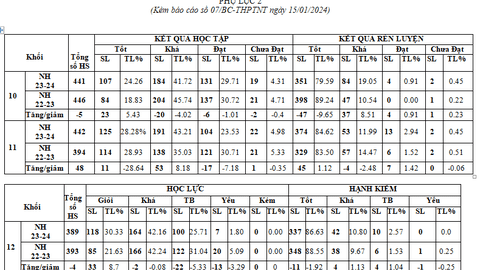 PHỤ LỤC 2
(Kèm báo cáo số 07/BC-THPTNT ngày 15/01/2024)
Khối Tổng số HS KẾT QUẢ HỌC TẬP KẾT QUẢ RÈN LUYỆN
Tốt Khá Đạt Chưa Đạt Tốt Khá Đạt Chưa Đạt
SL TL% SL TL% SL TL% SL TL% SL TL% SL TL% SL TL% SL TL%
10 NH 23-24 441 107 24.26 184 41.72 131 29.71 19 4.31 351 79.59 84 19.05 4 0.91 2 0.45
NH 22-23 446 84 18.83 204 45.74 137 30.72 21 4.71 398 89.24 47 10.54 0 0.00 1 0.22
Tăng/giảm -5 23 5.43 -20 -4.02 -6 -1.01 -2 -0.4 -47 -9.65 37 8.51 4 0.91 1 0.23
11 NH 23-24 442 125 28.28% 191 43.21 104 23.53 22 4.98 374 84.62 53 11.99 13 2.94 2 0.45
NH 22-23 394 114 28.93 138 35.03 121 30.71 21 5.33 329 83.50 57 14.47 6 1.52 2 0.51
Tăng/giảm 48 11 -28.64 53 8.18 -17 -7.18 1 -0.35 45 1.12 -4 -2.48 7 1.42 0 -0.06
Khối Tổng số HS HỌC LỰC HẠNH KIỂM
Giỏi Khá TB Yếu Kém Tốt Khá TB Yếu
SL TL% SL TL% SL TL% SL TL% SL TL% SL TL% SL TL% SL TL% SL TL%
12 NH 23-24 389 118 30.33 164 42.16 100 25.71 7 1.80 0 0.00 337 86.63 42 10.80 10 2.57 0 0.0
NH 22-23 393 85 21.63 166 42.24 122 31.04 20 5.09 0 0.00 348 88.55 38 9.67 6 1.53 1 0.25
Tăng/giảm -4 33 8.7 -2 -0.08 -22 -5.33 -13 -3.29 0 0 -11 -1.92 4 1.13 4 1.04 -1 -0.25